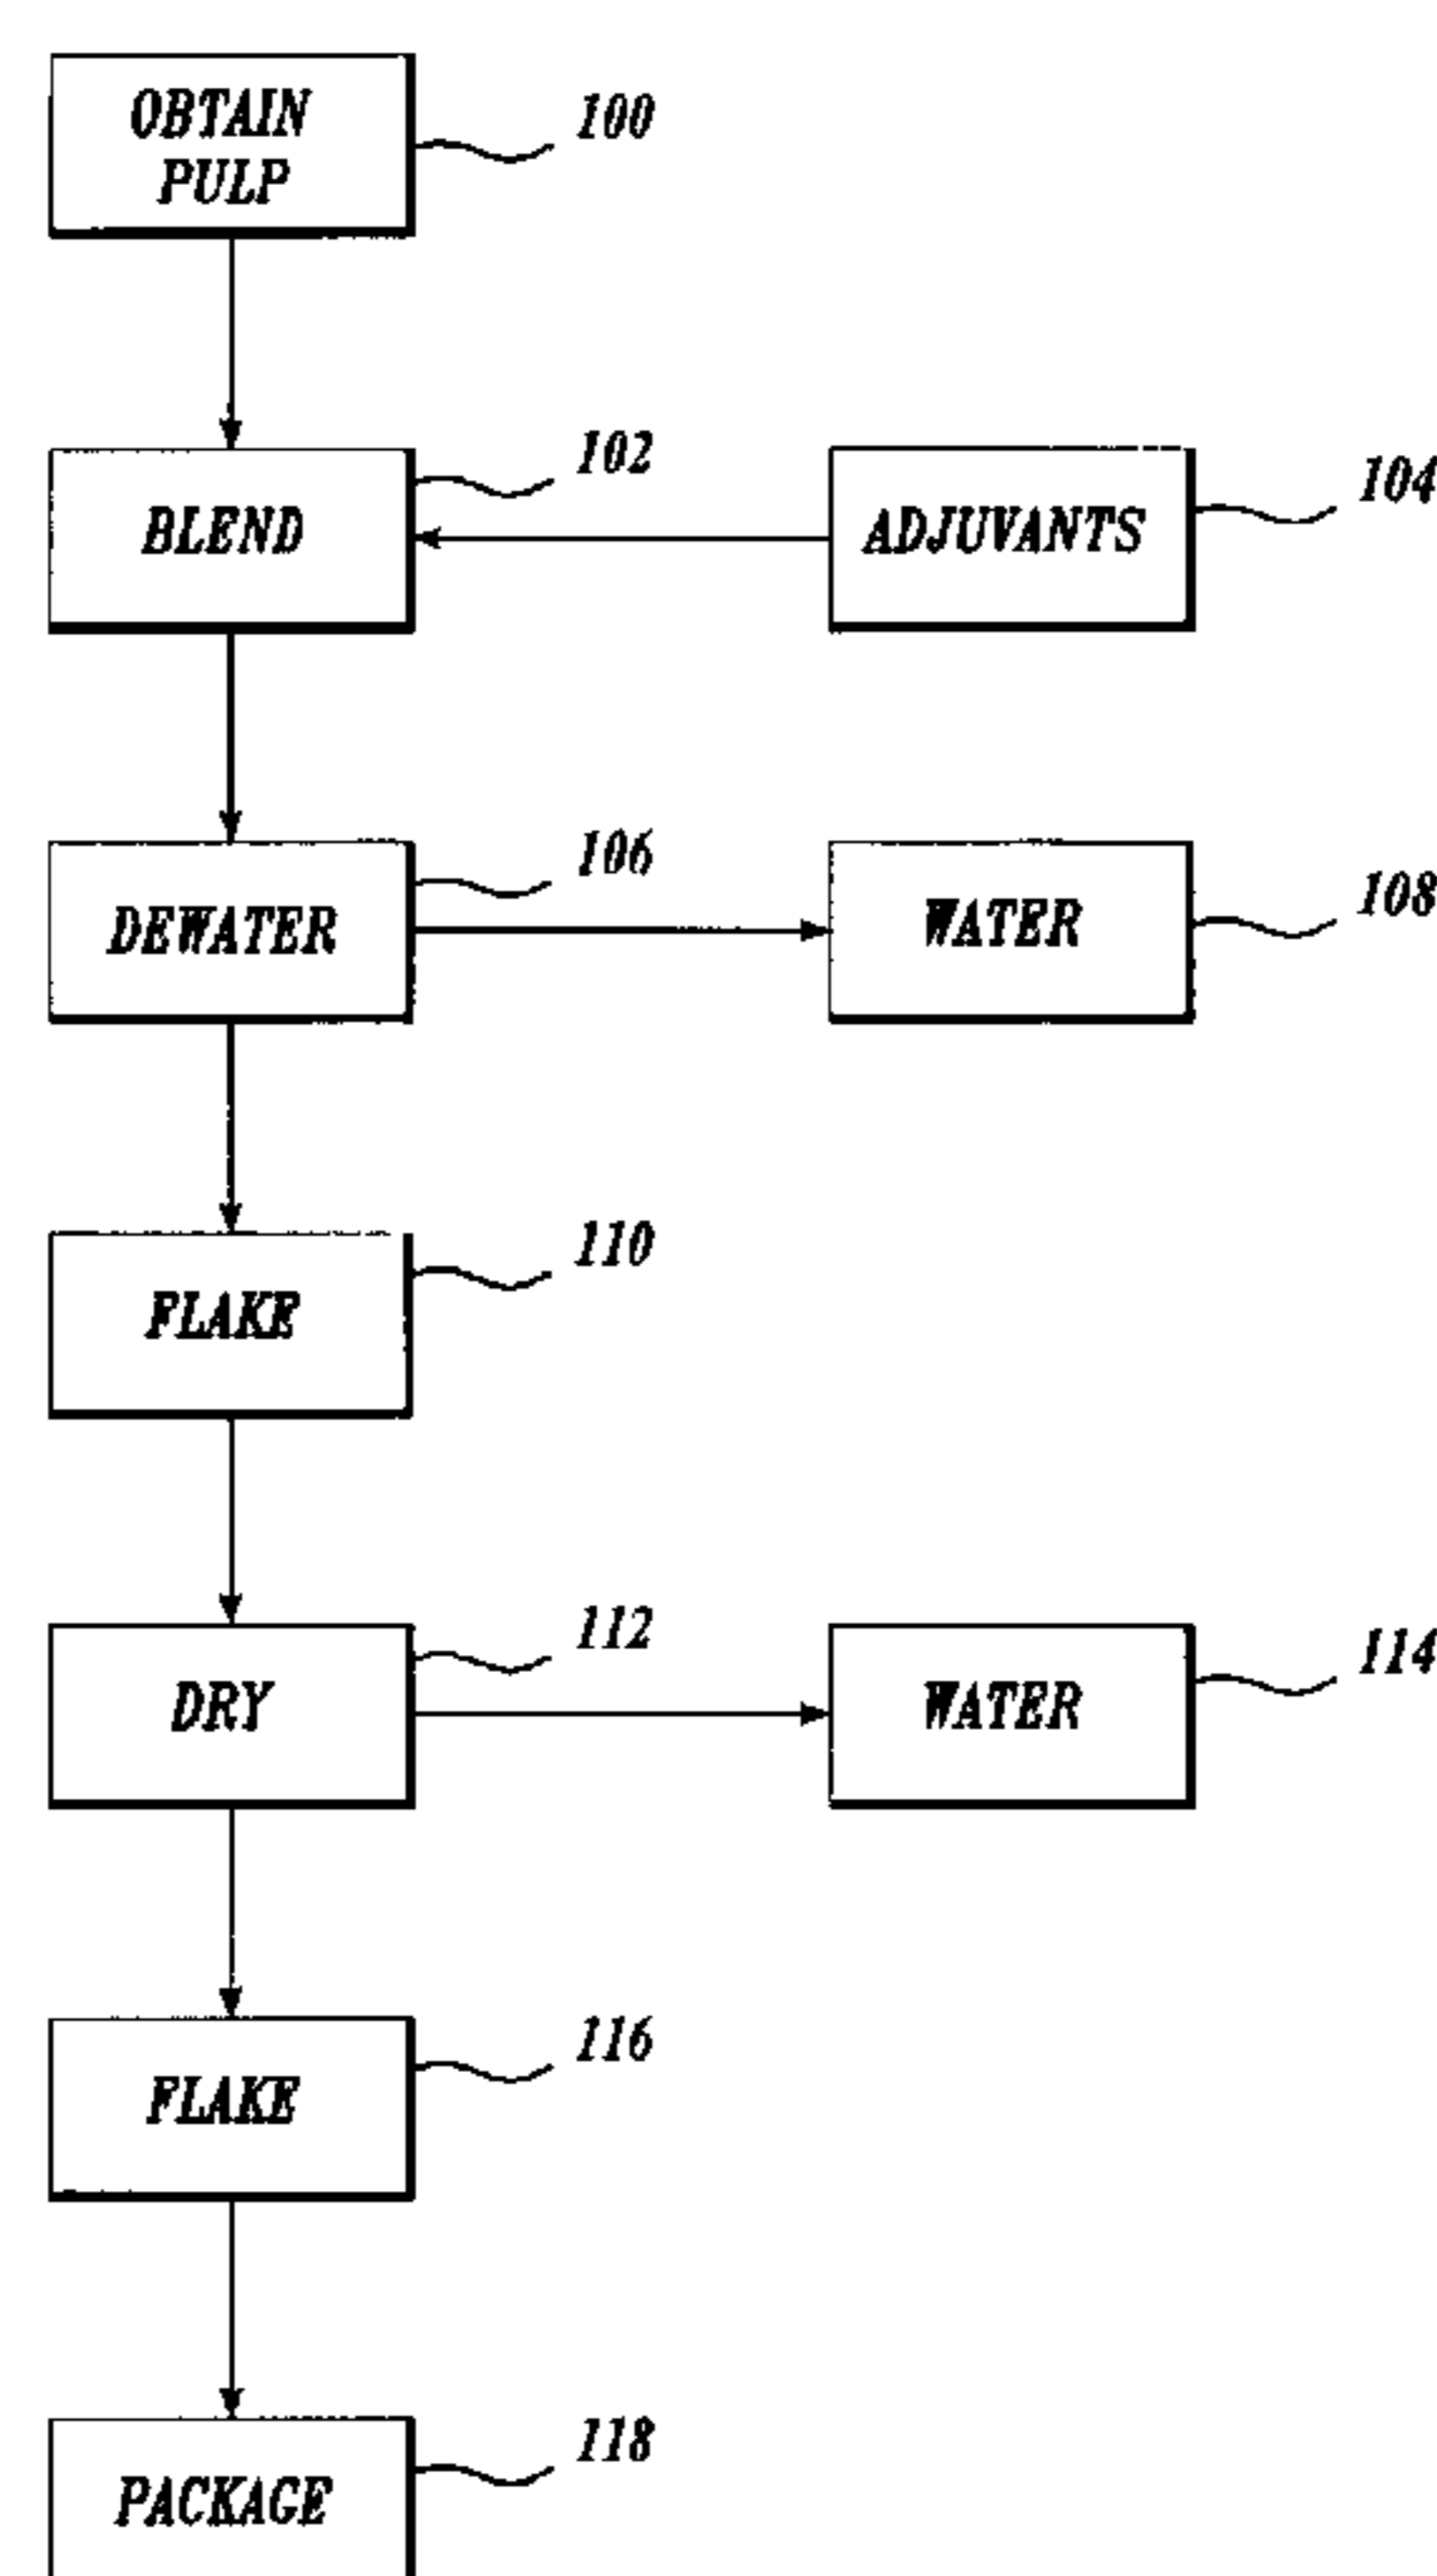 OBTAIN
PULP
100
BLEND
102
ADJUVANTS
104
DEWATER
106
WATER
108
FLAKE
110
DRY
112
WATER
114
FLAKE
116
PACKAGE
118